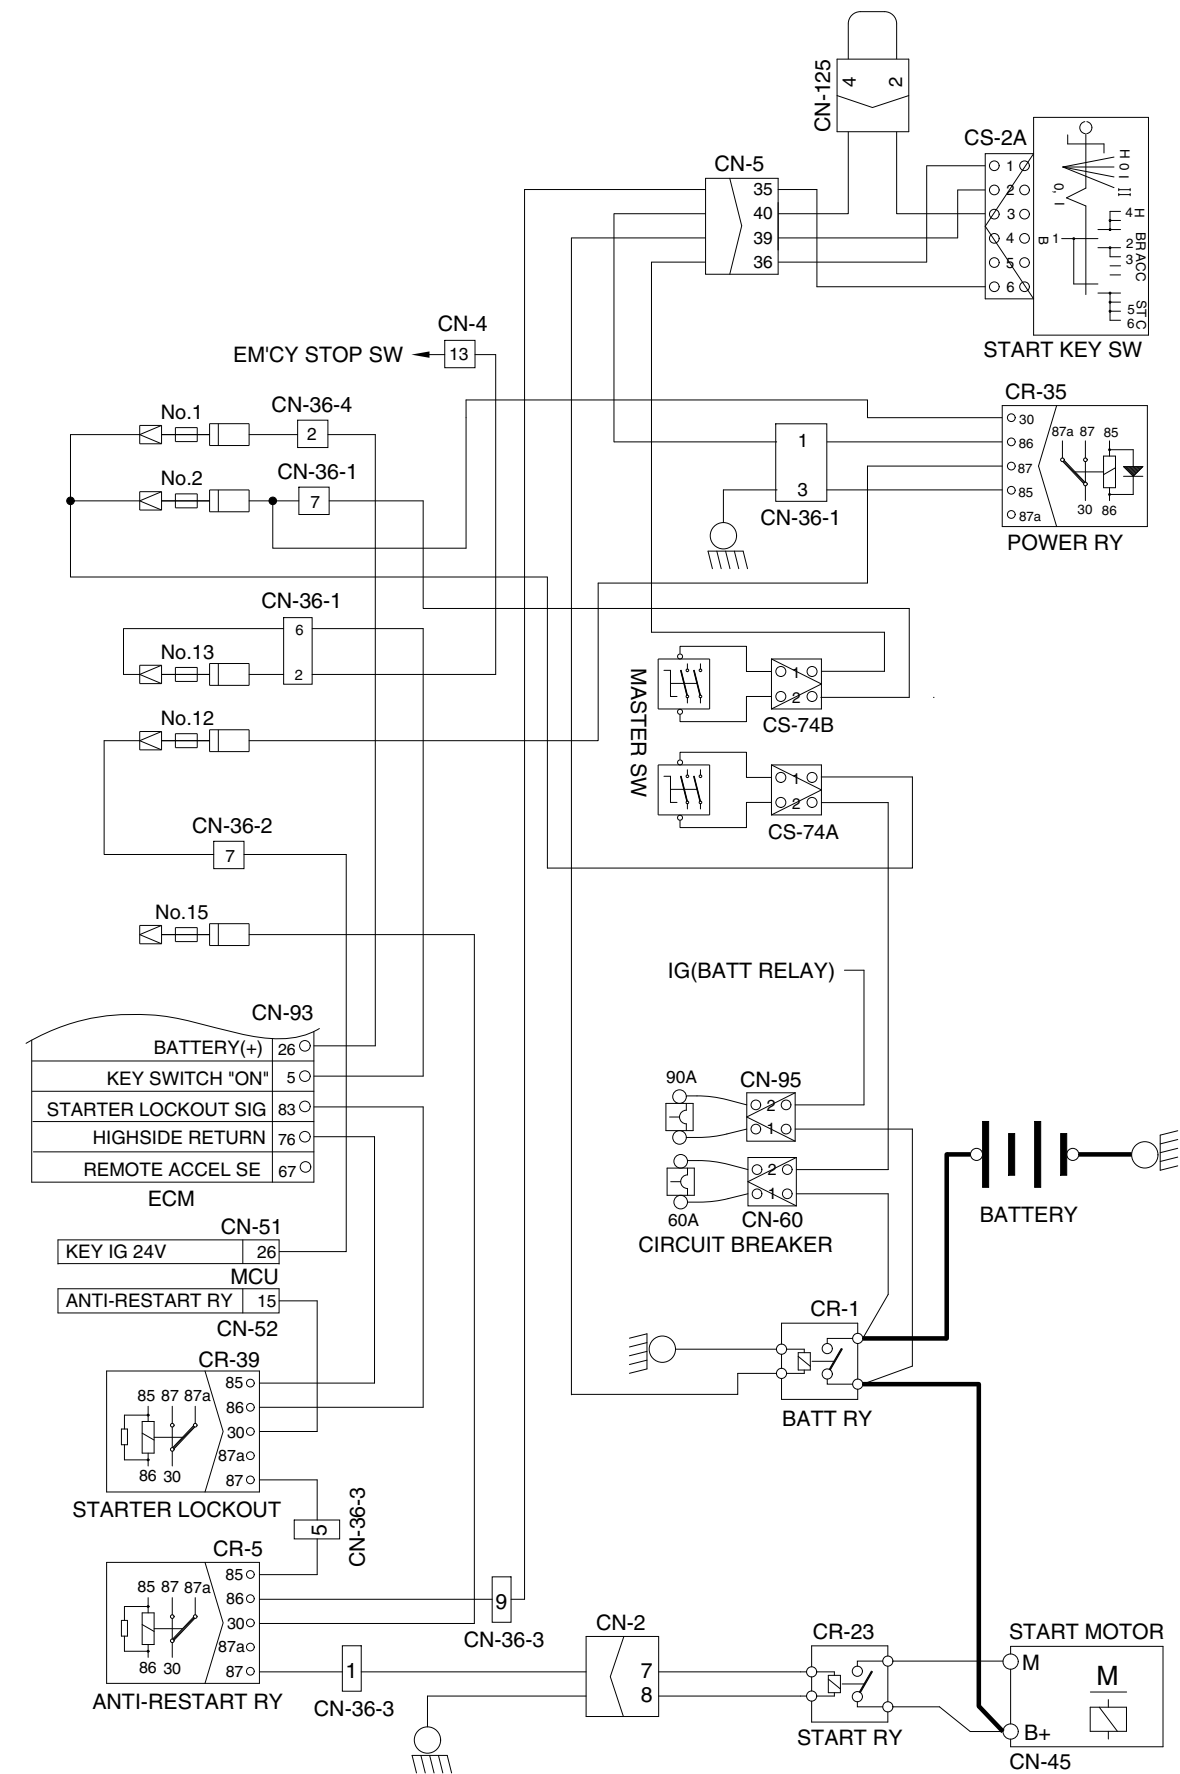 CN-125
4 2
CS-2A
CN-5
35
40
39
36
1
2
3
4
5
6
H O I II
0, I
B 1
4 H
BR ACC
2
3
ST C
5
6
START KEY SW
CN-4
EM'CY STOP SW
13
No.1
CN-36-4
2
No.2
CN-36-1
7
CR-35
30
86
87
85
87a
87a 87 85
30 86
POWER RY
1
3
CN-36-1
CN-36-1
6
2
No.13
No.12
MASTER SW
1
2
CS-74B
1
2
CS-74A
CN-36-2
7
No.15
IG(BATT RELAY)
CN-93
BATTERY(+) 26
KEY SWITCH "ON" 5
STARTER LOCKOUT SIG 83
HIGHSIDE RETURN 76
REMOTE ACCEL SE 67
ECM
90A
CN-95
2
1
2
1
60A
CN-60
CIRCUIT BREAKER
BATTERY
CN-51
KEY IG 24V 26
MCU
ANTI-RESTART RY 15
CN-52
CR-1
BATT RY
CR-39
85 87 87a
86 30
85
86
30
87a
87
STARTER LOCKOUT
5
CN-36-3
CR-5
85 87 87a
86 30
85
86
30
87a
87
ANTI-RESTART RY
9
CN-36-3
1
CN-36-3
CN-2
7
8
CR-23
START RY
START MOTOR
M
M
B+
CN-45